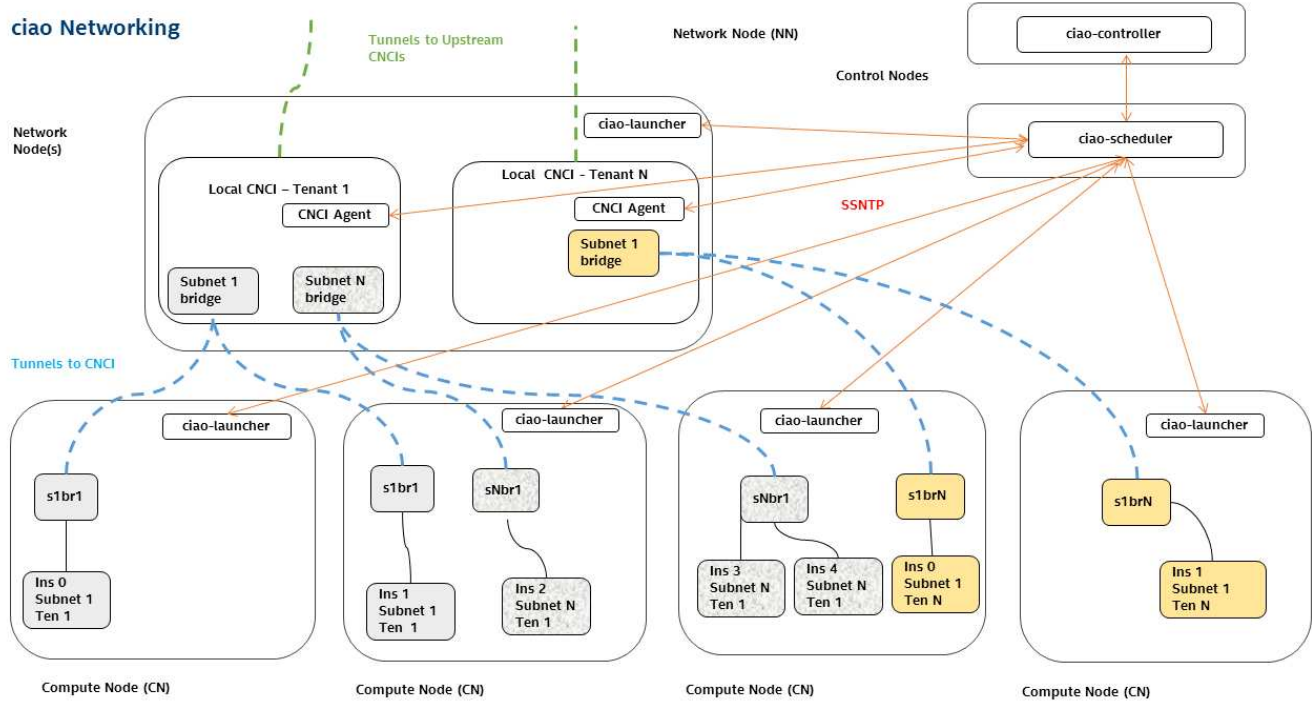 ciao Networking
Tunnels to Upstream
CNCIs
Network Node (NN)
ciao-controller
Control Nodes
Network
Node(s)
ciao-launcher
ciao-scheduler
Local CNCI – Tenant 1
Local CNCI - Tenant N
CNCI Agent
CNCI Agent
SSNTP
Subnet 1
bridge
Subnet N
bridge
Subnet 1
bridge
Tunnels to CNCI
ciao-launcher
ciao-launcher
ciao-launcher
ciao-launcher
s1br1
s1br1
sNbr1
sNbr1
s1brN
s1brN
Ins 0
Subnet 1
Ten 1
Ins 1
Subnet 1
Ten 1
Ins 2
Subnet N
Ten 1
Ins 3
Subnet N
Ten 1
Ins 4
Subnet N
Ten 1
Ins 0
Subnet 1
Ten N
Ins 1
Subnet 1
Ten N
Compute Node (CN)
Compute Node (CN)
Compute Node (CN)
Compute Node (CN)